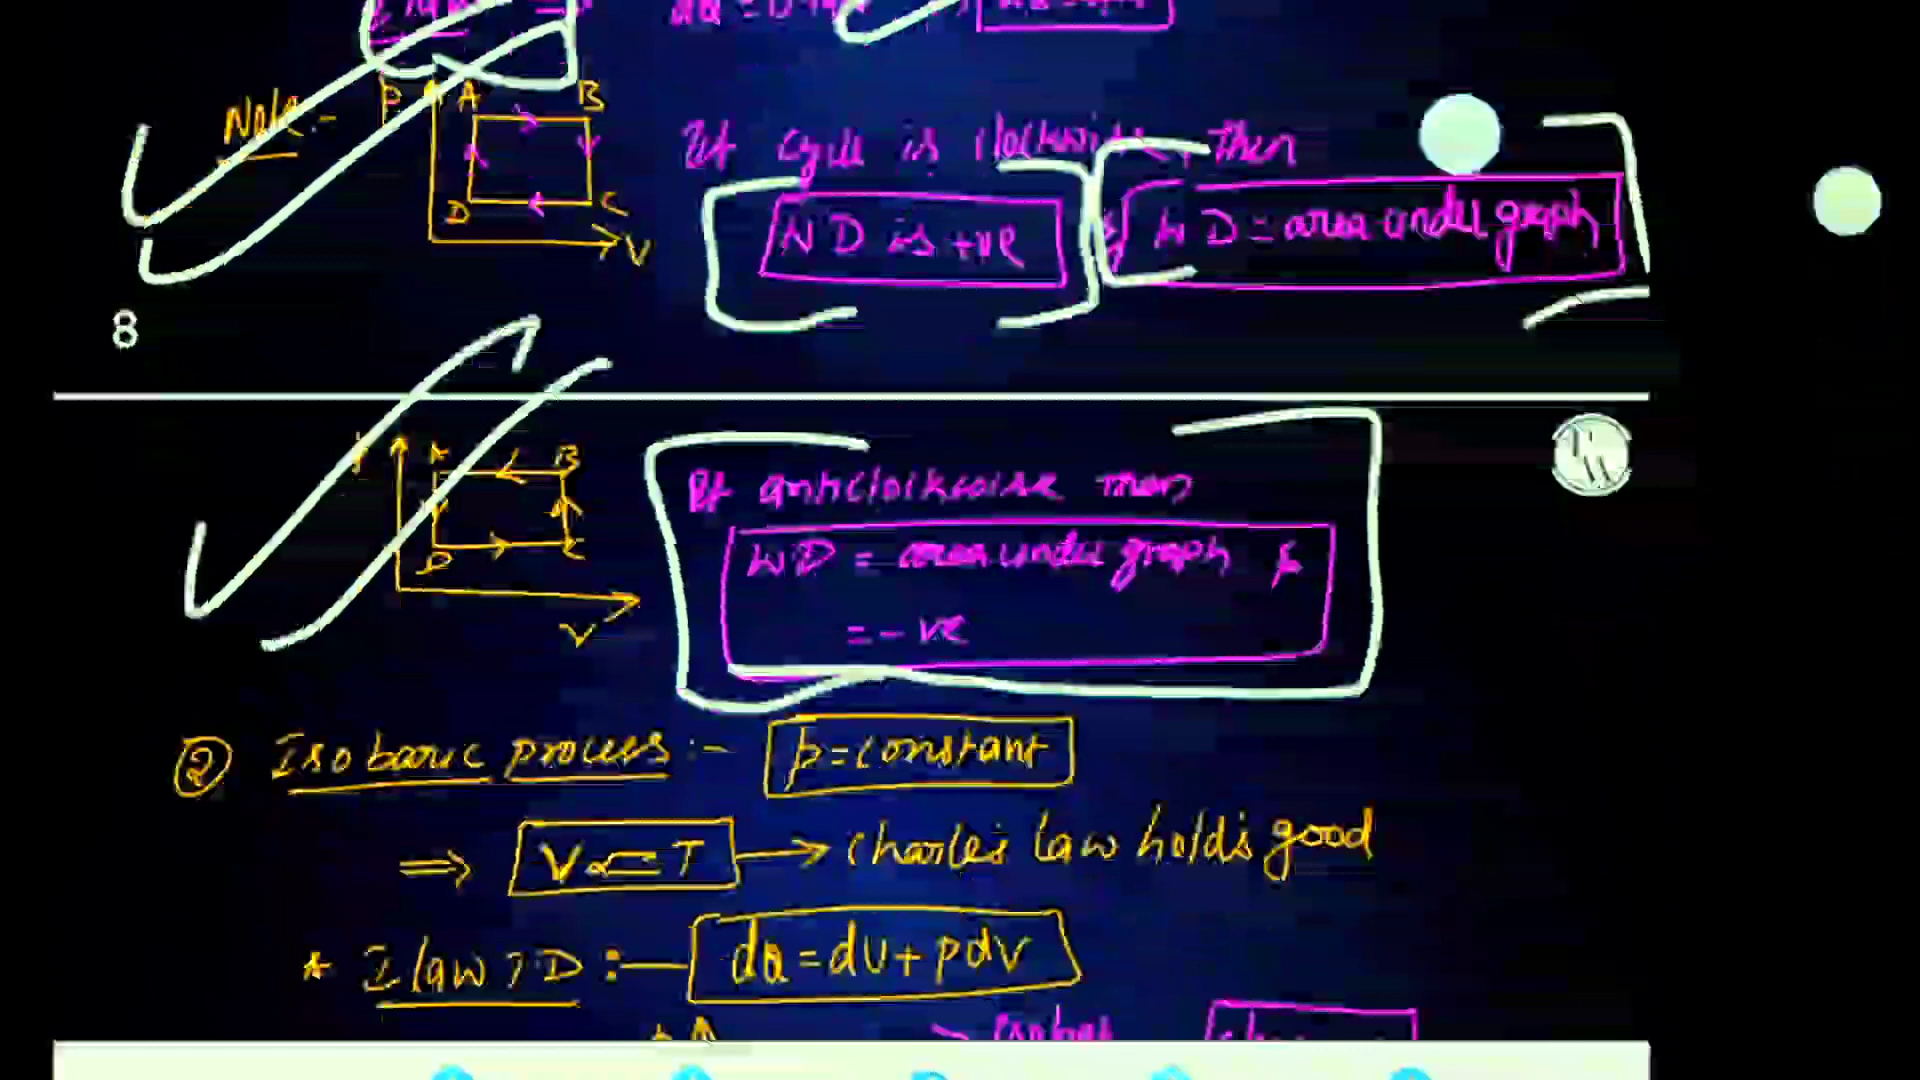 Note:-
P A B
D C
V
If cycle is clockwise, then
WD is +ve & WD = area under graph
8
A B
D C
V
If anticlockwise then
WD = area under graph &
= - ve
② Isobaric process :- p=constant
⇒ V ∝ T → charles law holds good
* I law TD :- dQ = dU + pdV